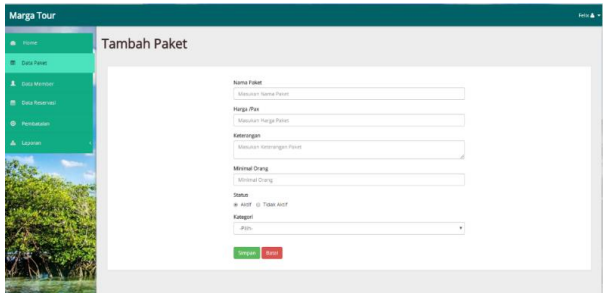 Marga Tour
Feta
Home
Data Paket
Data Member
Data Reservasi
Pembatalan
Laporan
Tambah Paket
Nama Paket
Masukan Nama Paket
Harga /Pax
Masukan Harga Paket
Keterangan
Masukan Keterangan Paket
Minimal Orang
Minimal Orang
Status
Aktif Tidak Aktif
Kategori
-Pilih-
Simpan Batal